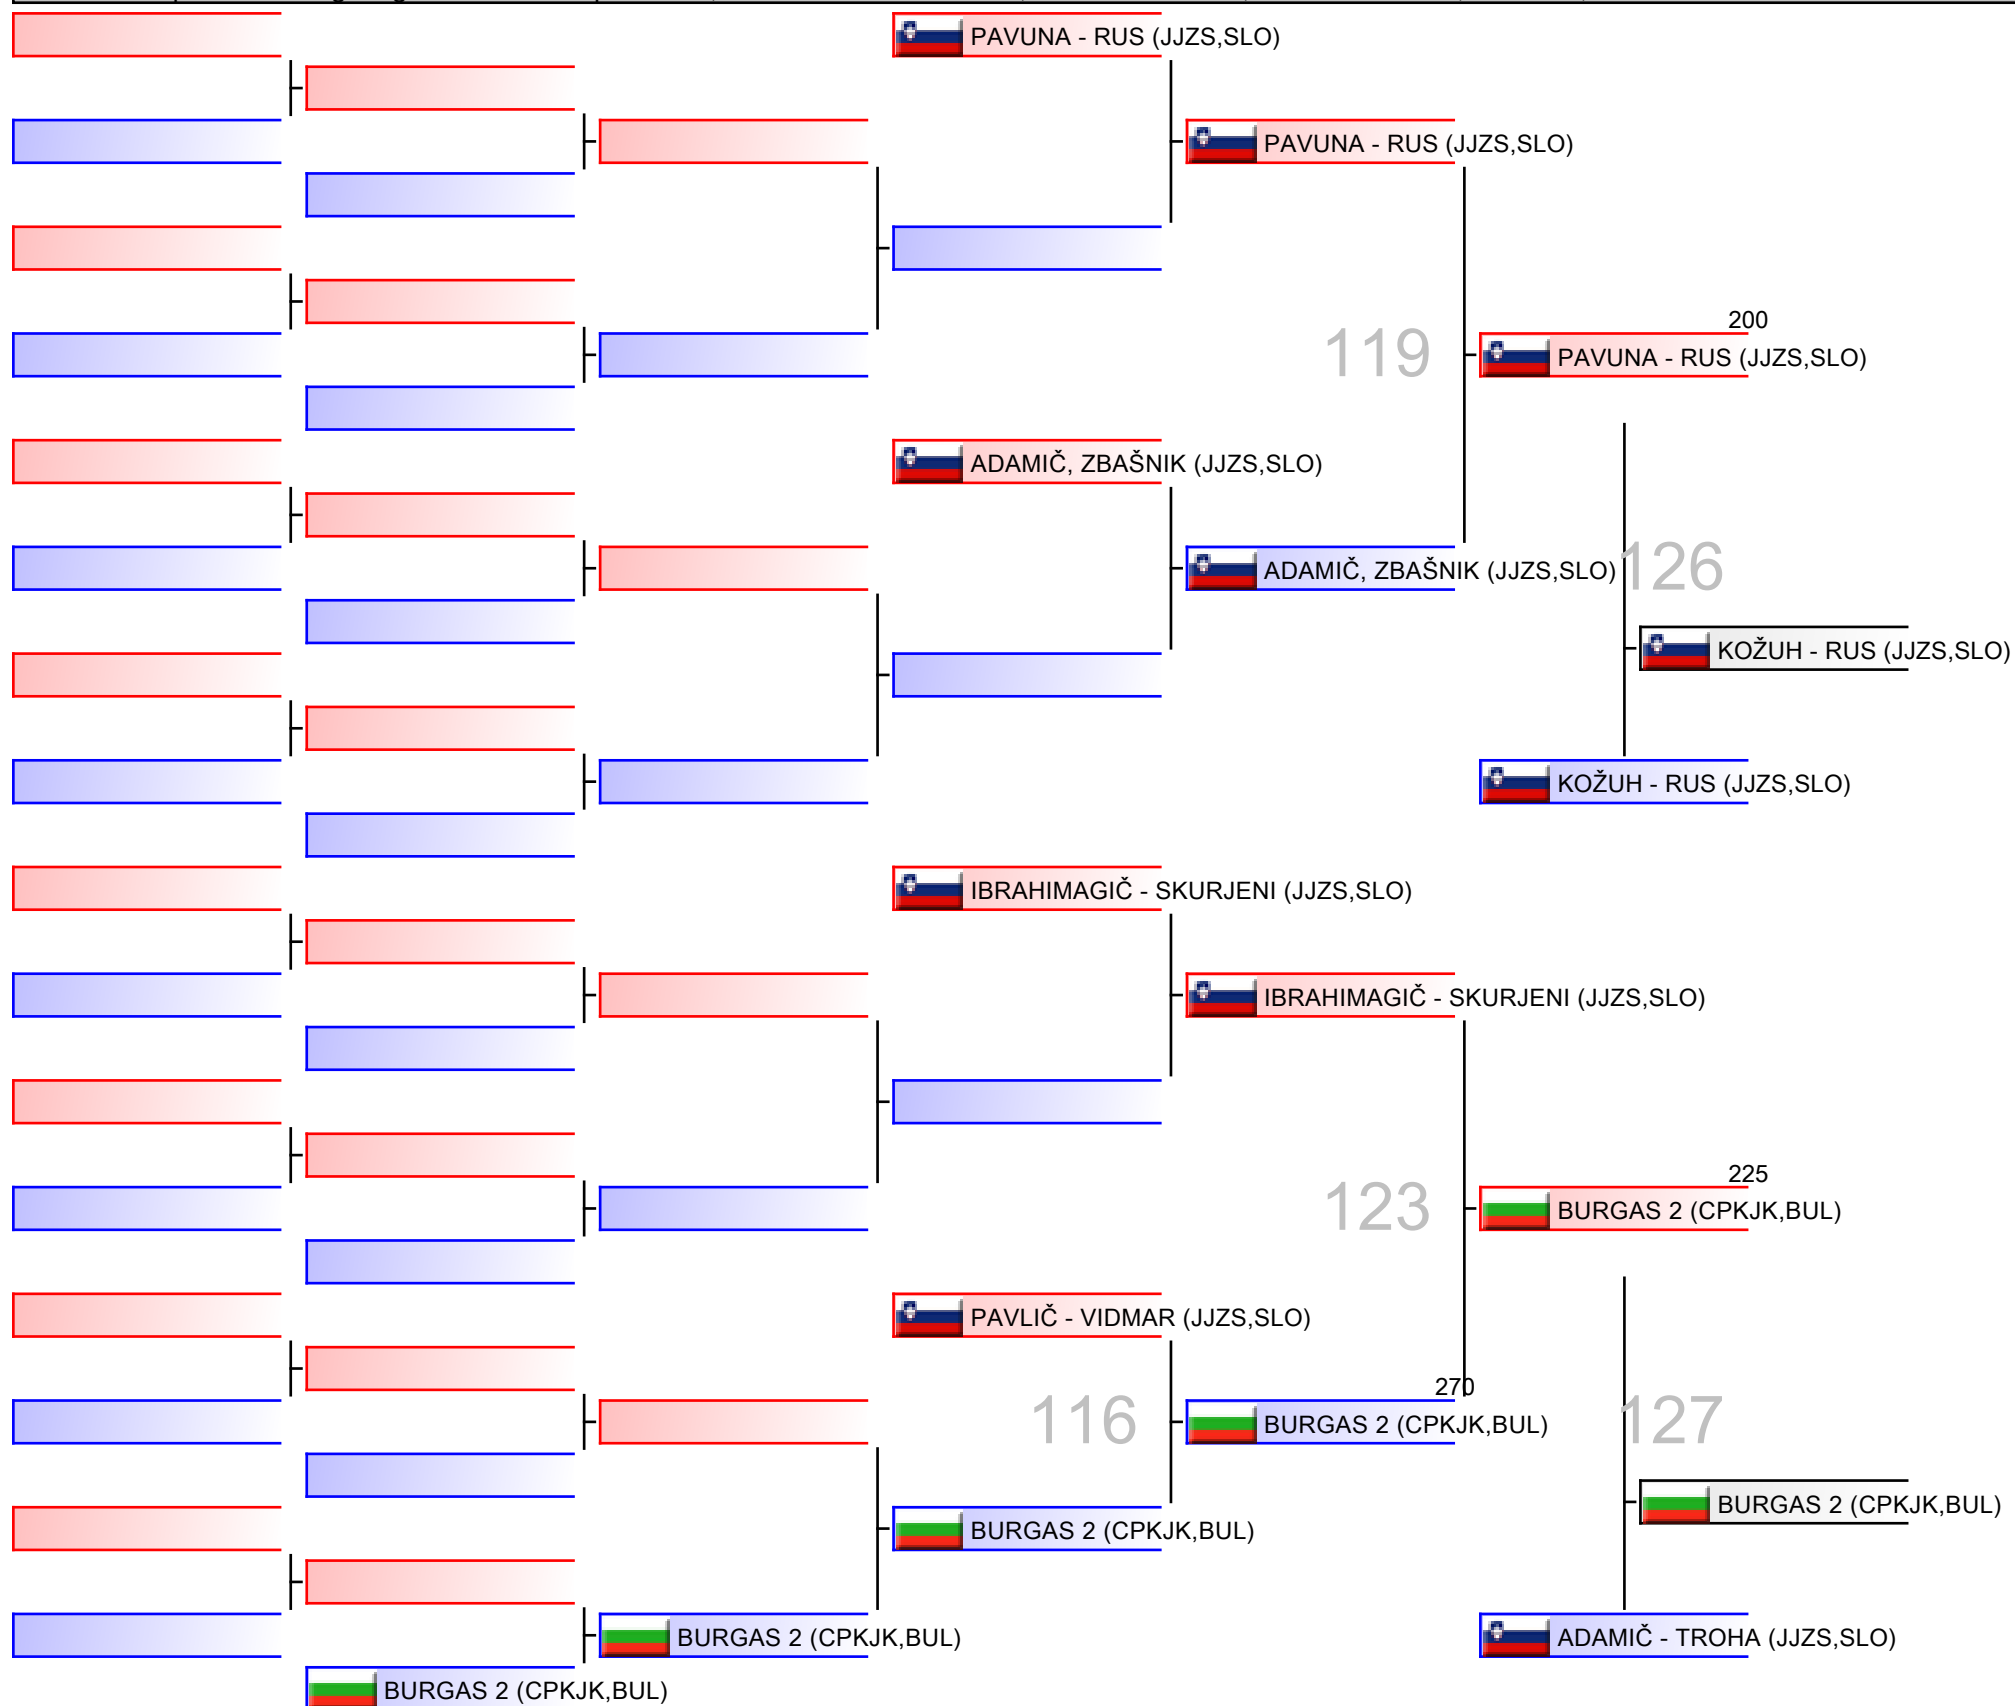 PAVUNA - RUS (JJZS,SLO)
PAVUNA - RUS (JJZS,SLO)
200
119
PAVUNA - RUS (JJZS,SLO)
ADAMIČ, ZBAŠNIK (JJZS,SLO)
ADAMIČ, ZBAŠNIK (JJZS,SLO)
126
KOŽUH - RUS (JJZS,SLO)
KOŽUH - RUS (JJZS,SLO)
IBRAHIMAGIČ - SKURJENI (JJZS,SLO)
IBRAHIMAGIČ - SKURJENI (JJZS,SLO)
225
123
BURGAS 2 (CPKJK,BUL)
PAVLIČ - VIDMAR (JJZS,SLO)
270
116
BURGAS 2 (CPKJK,BUL)
127
BURGAS 2 (CPKJK,BUL)
BURGAS 2 (CPKJK,BUL)
BURGAS 2 (CPKJK,BUL)
ADAMIČ - TROHA (JJZS,SLO)
BURGAS 2 (CPKJK,BUL)